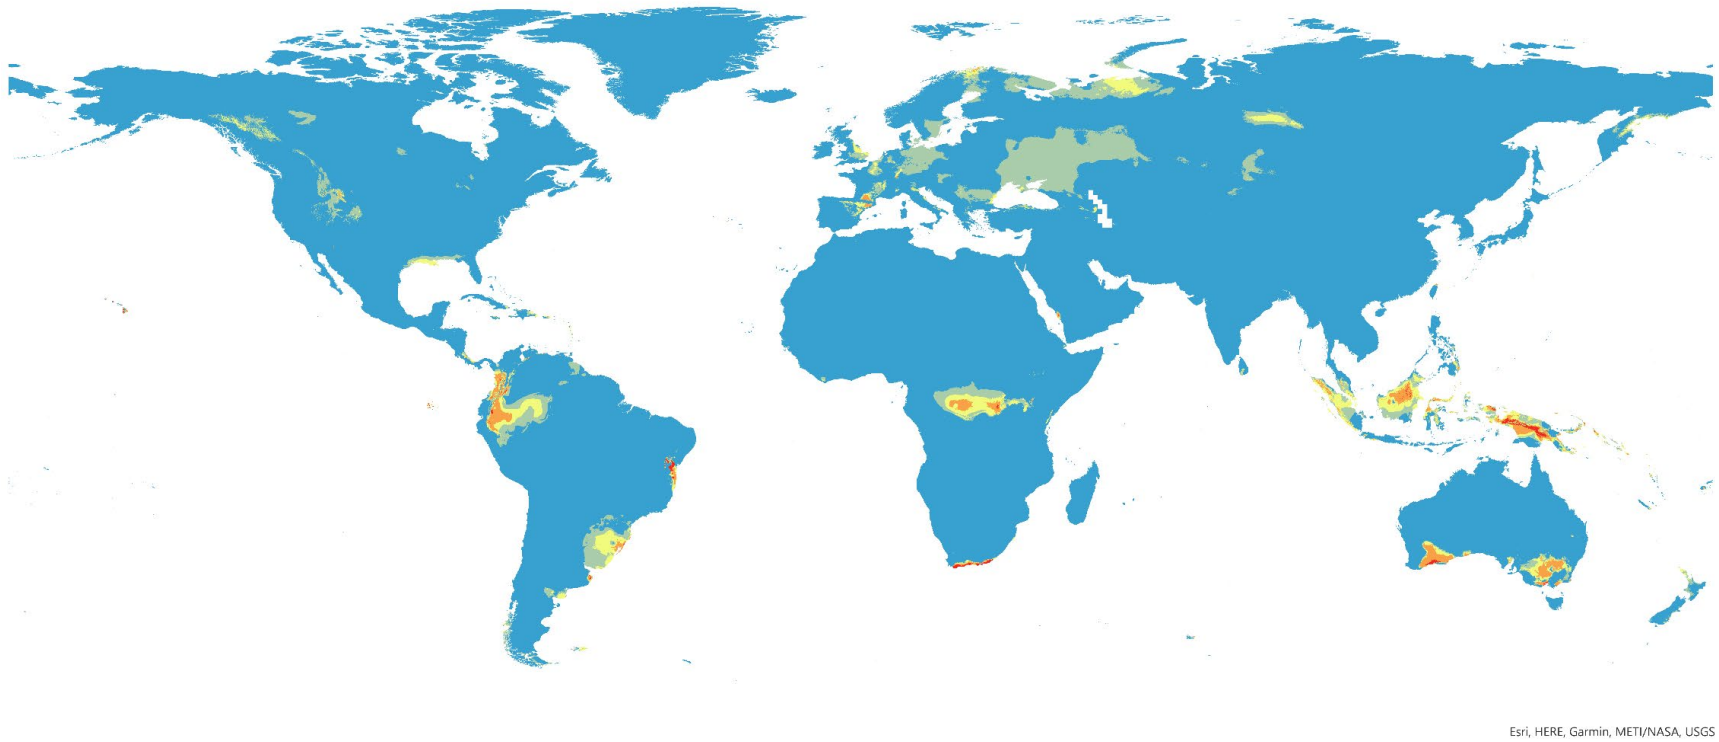 Esri, HERE, Garmin, METI/NASA, USGS